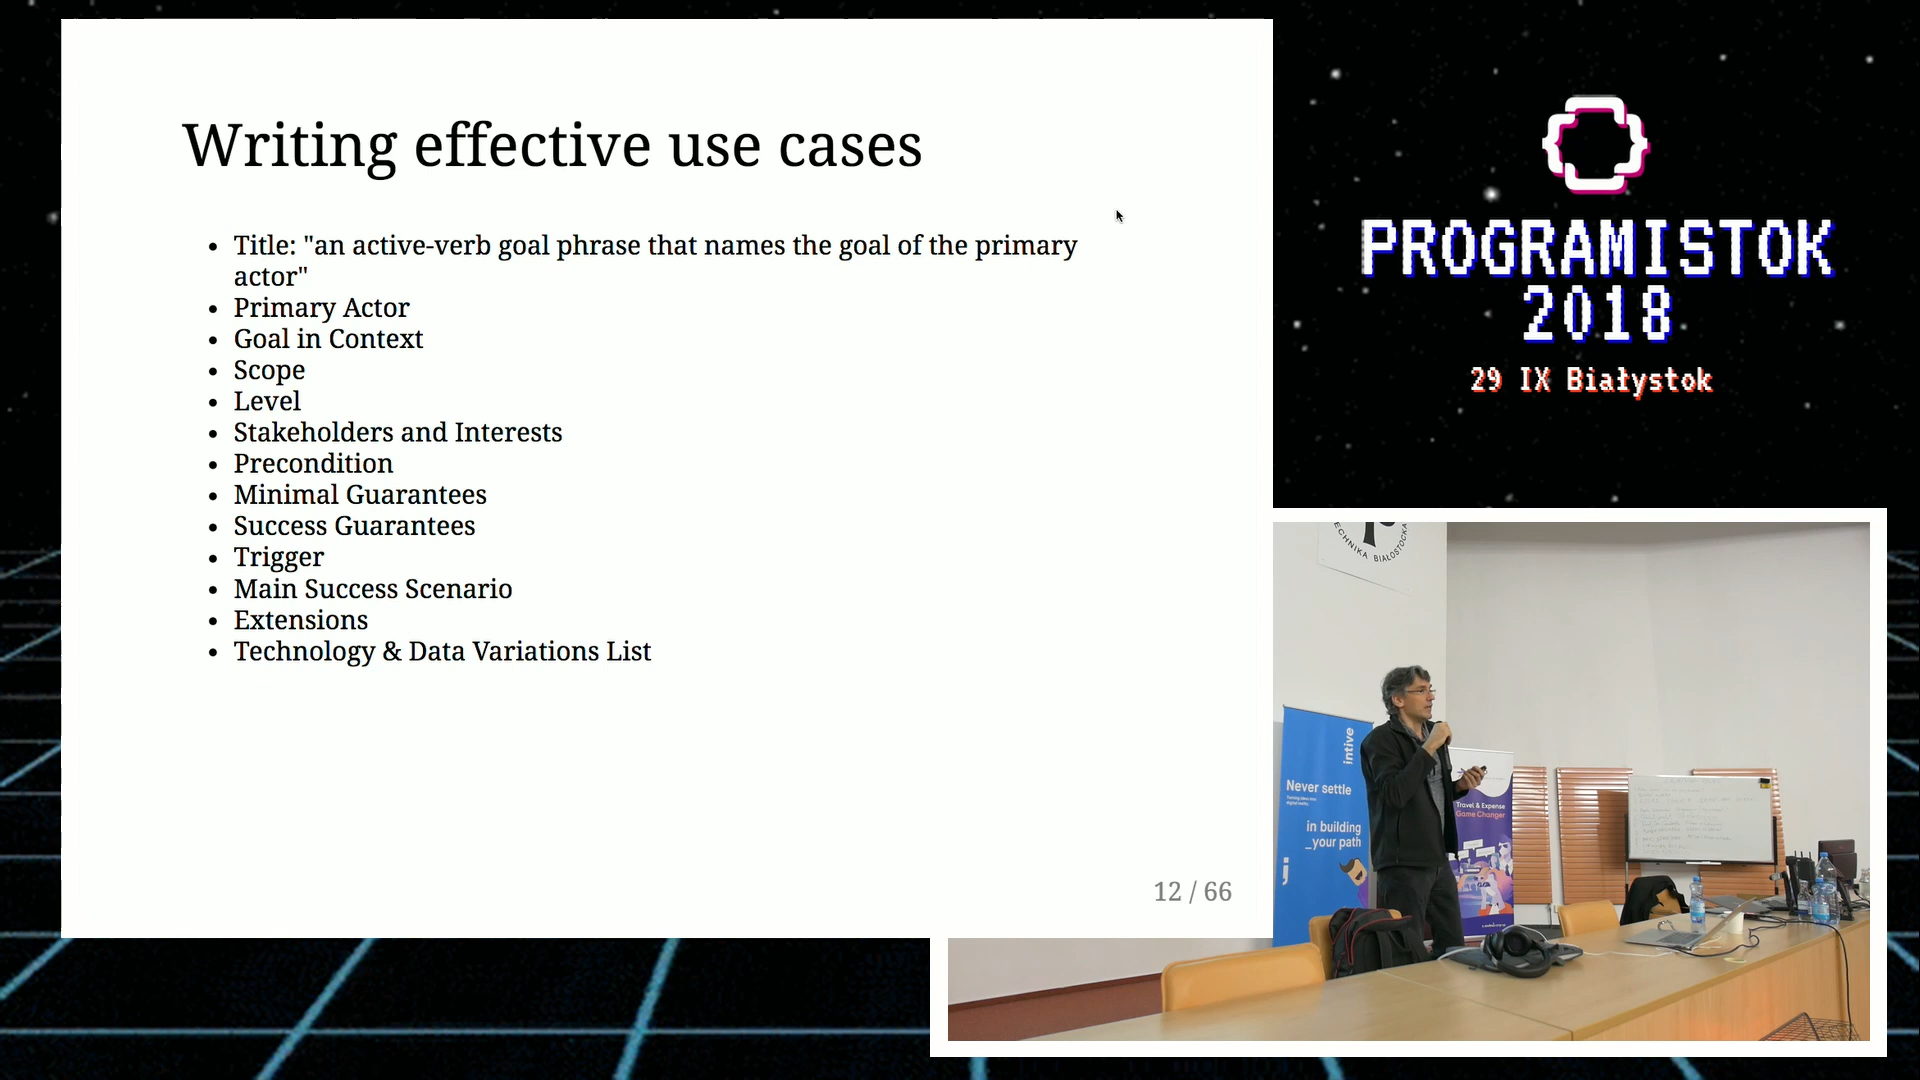 Writing effective use cases
Title: "an active-verb goal phrase that names the goal of the primary
actor"
Primary Actor
Goal in Context
Scope
Level
Stakeholders and Interests
Precondition
Minimal Guarantees
Success Guarantees
Trigger
Main Success Scenario
Extensions
Technology & Data Variations List
12 / 66
PROGRAMISTOK
2018
29 IX Białystok
ECHNIKA BIAŁOSTOCKA
intive
Never settle
in building
_your path
Travel & Expense
Game Changer